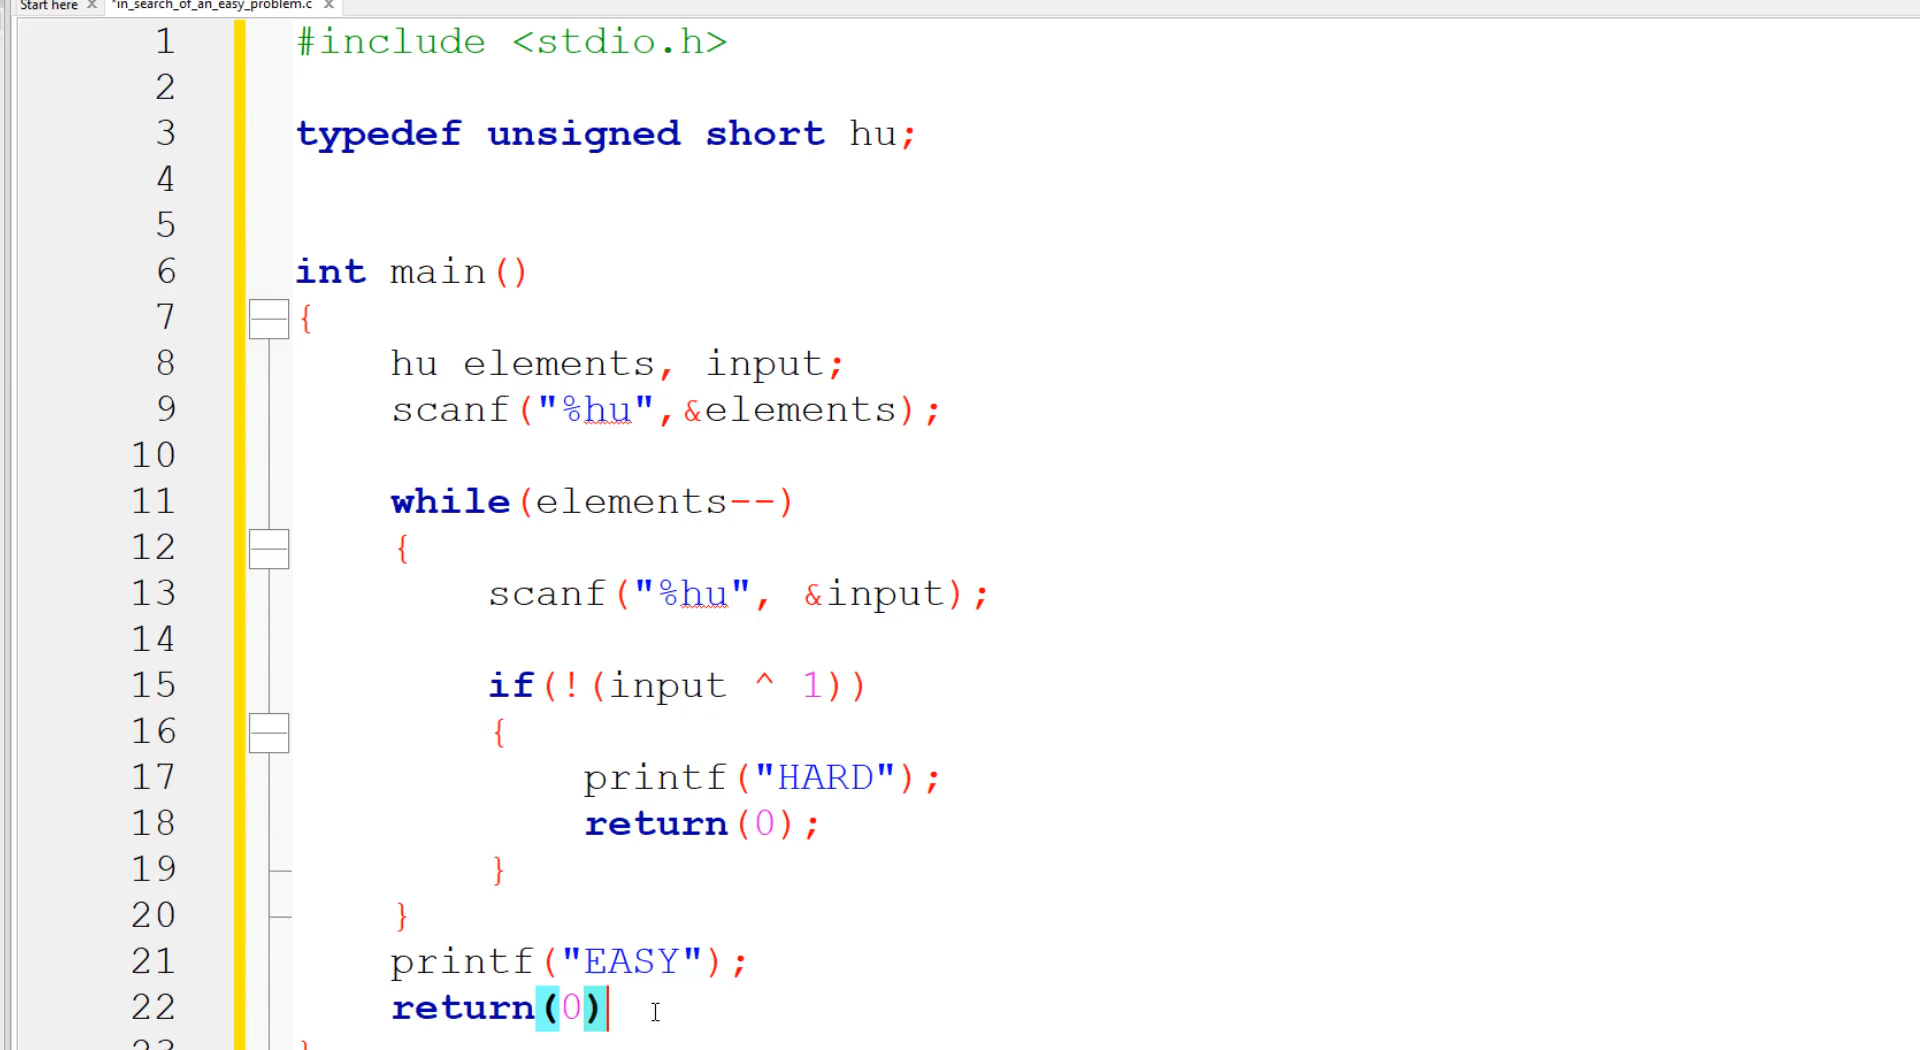 Start here *in_search_of_an_easy_problem.c
1 #include <stdio.h>
2
3 typedef unsigned short hu;
4
5
6 int main()
7 {
8 hu elements, input;
9 scanf("%hu",&elements);
10
11 while(elements--)
12 {
13 scanf("%hu", &input);
14
15 if(!(input ^ 1))
16 {
17 printf("HARD");
18 return(0);
19 }
20 }
21 printf("EASY");
22 return(0)
23 }